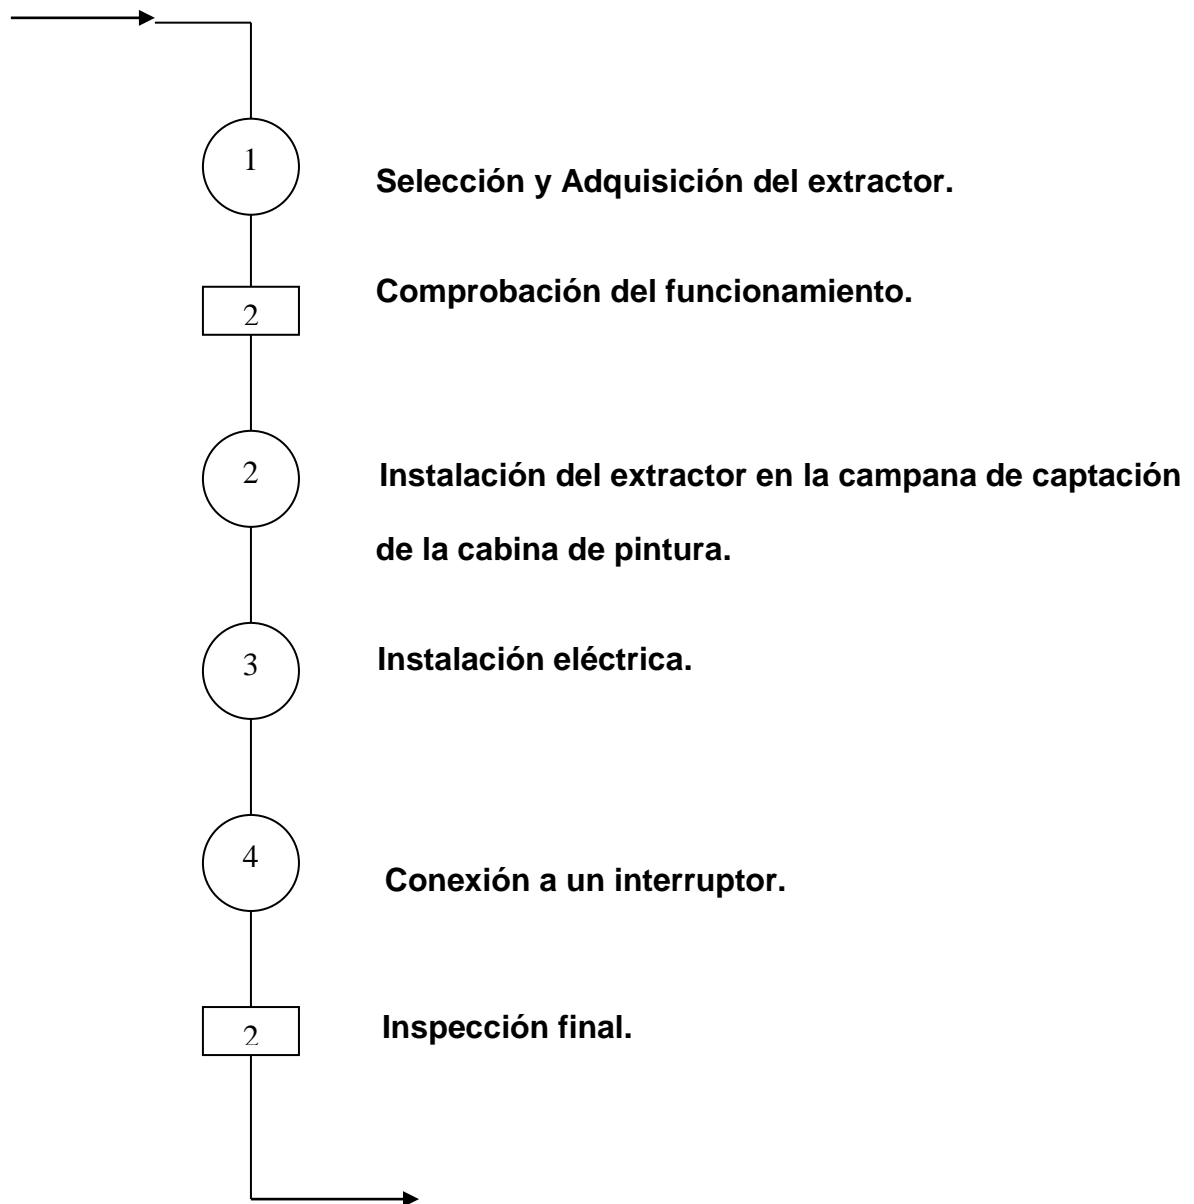 1
Selección y Adquisición del extractor.
Comprobación del funcionamiento.
2
2
Instalación del extractor en la campana de captación
de la cabina de pintura.
3
Instalación eléctrica.
4
Conexión a un interruptor.
2
Inspección final.